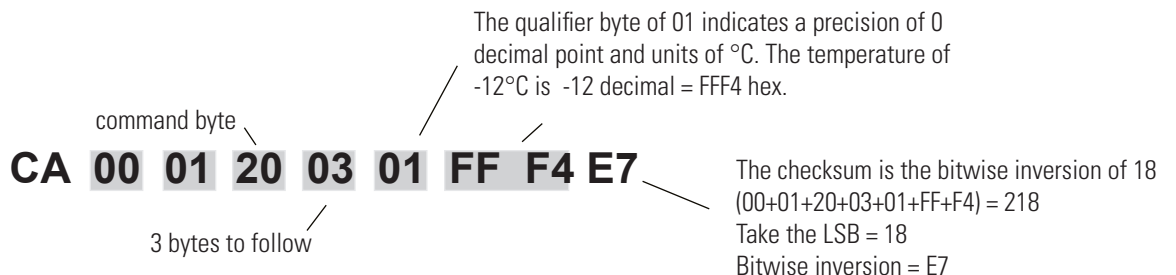 The qualifier byte of 01 indicates a precision of 0
decimal point and units of °C. The temperature of
-12°C is  -12 decimal = FFF4 hex.
command byte
CA 00 01 20 03 01 FF F4 E7
3 bytes to follow
The checksum is the bitwise inversion of 18
(00+01+20+03+01+FF+F4) = 218
Take the LSB = 18
Bitwise inversion = E7